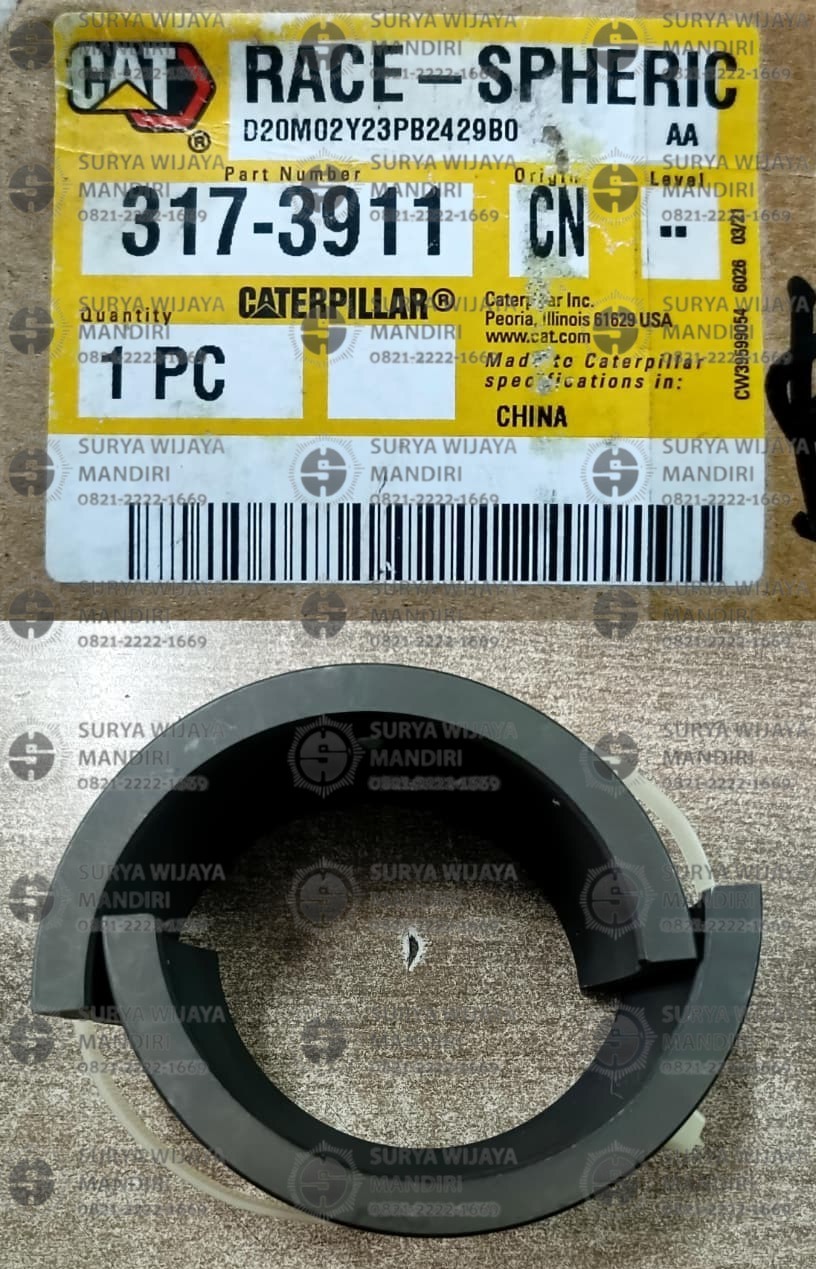 CAT
®
RACE-SPHERIC
D20M02Y23PB2429B0 AA
Part Number Origin Level
317-3911 CN --
Quantity
1 PC
CATERPILLAR®
Caterpillar Inc.
Peoria, Illinois 61629 USA
www.cat.com
Made to Caterpillar
specifications in:
CHINA
CW39599054 6026 03/21
SURYA WIJAYA
MANDIRI
0821-2222-1669